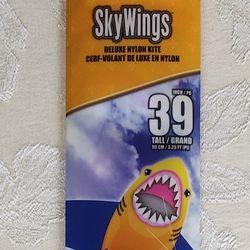 SkyWings
DELUXE NYLON KITE
CERF-VOLANT DE LUXE EN NYLON
INCH / PO
39
TALL / GRAND
99 CM / 3.25 FT (PI)